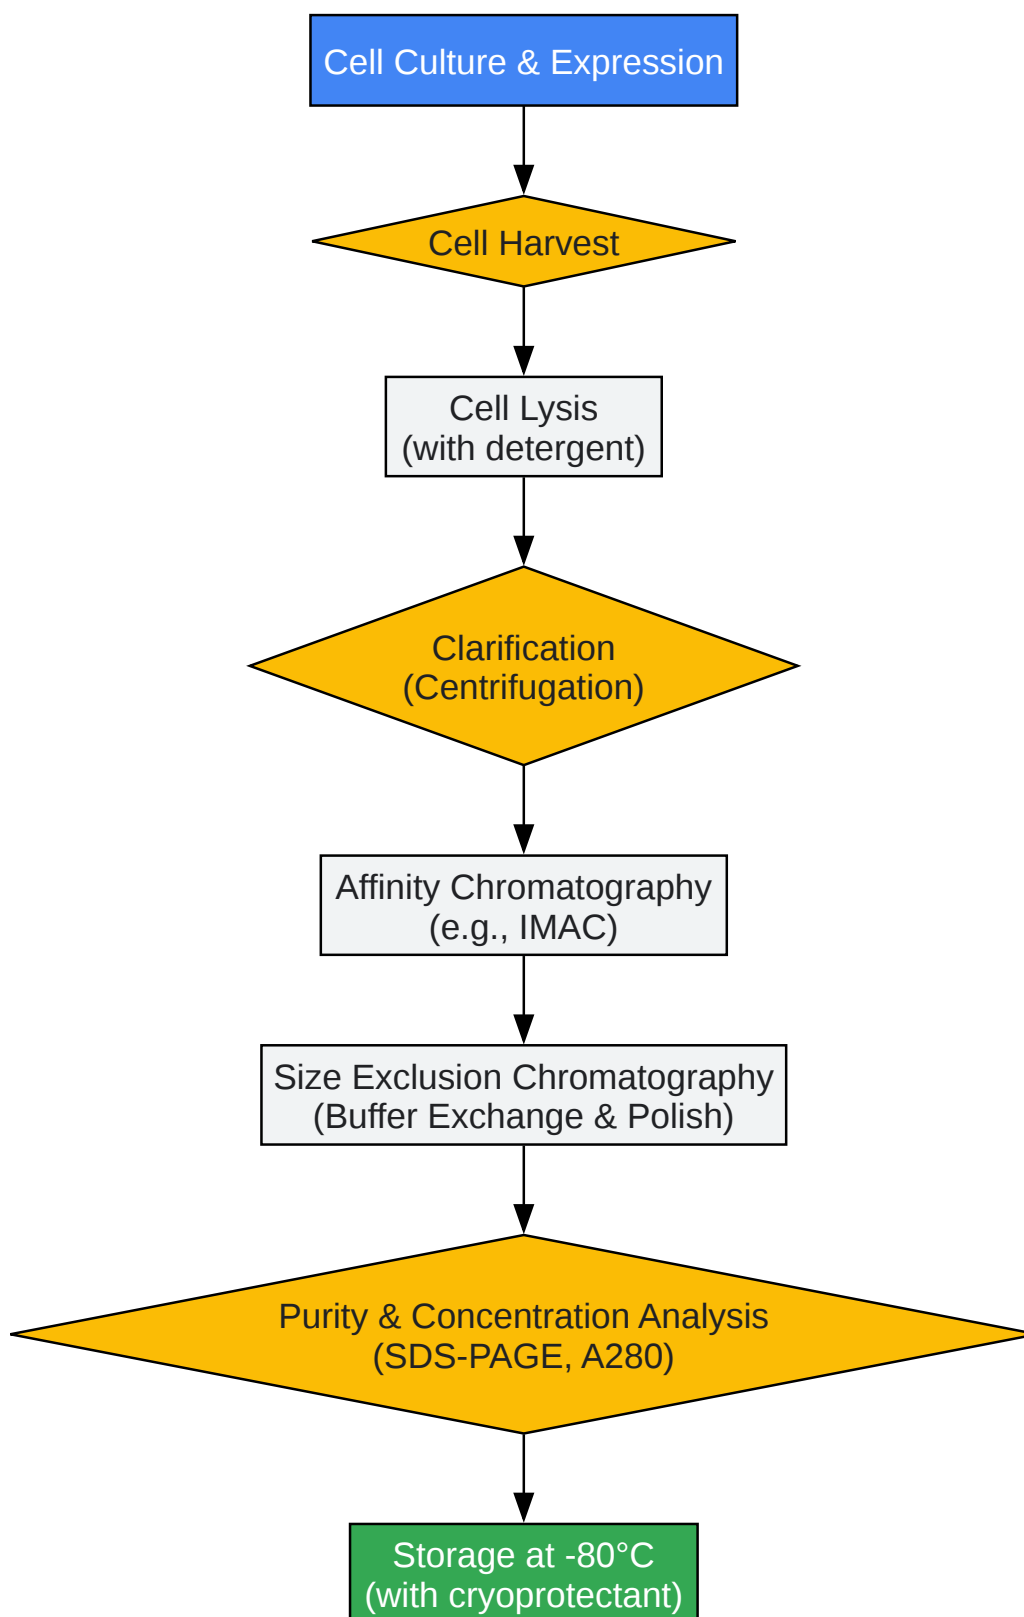 Cell Culture & Expression
Cell Harvest
Cell Lysis
(with detergent)
Clarification
(Centrifugation)
Affinity Chromatography
(e.g., IMAC)
Size Exclusion Chromatography
(Buffer Exchange & Polish)
Purity & Concentration Analysis
(SDS-PAGE, A280)
Storage at -80°C
(with cryoprotectant)